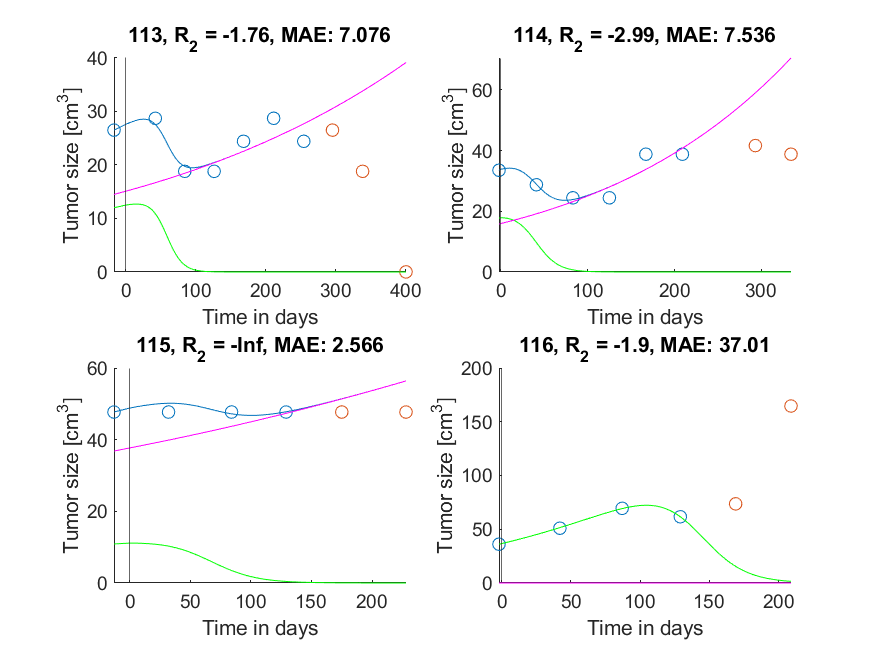 113, R2 = -1.76, MAE: 7.076
114, R2 = -2.99, MAE: 7.536
Tumor size [cm3]
40
30
20
10
0
0 100 200 300 400
Time in days
Tumor size [cm3]
60
40
20
0
0 100 200 300
Time in days
115, R2 = -Inf, MAE: 2.566
116, R2 = -1.9, MAE: 37.01
Tumor size [cm3]
60
40
20
0
0 50 100 150 200
Time in days
Tumor size [cm3]
200
150
100
50
0
0 50 100 150 200
Time in days